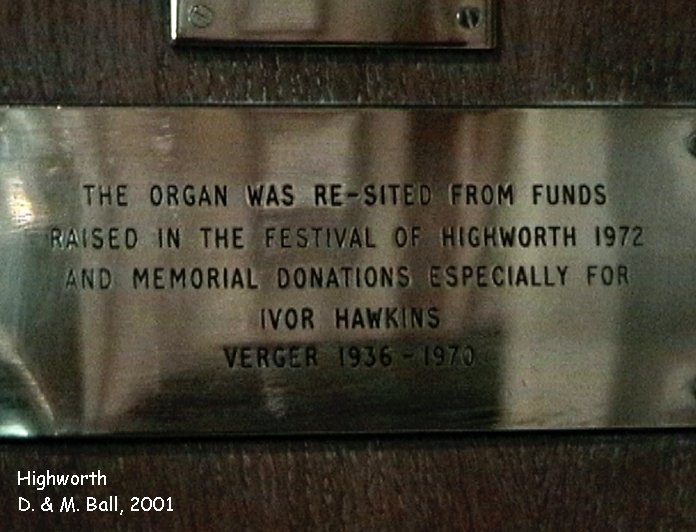 THE ORGAN WAS RE-SITED FROM FUNDS
RAISED IN THE FESTIVAL OF HIGHWORTH 1972
AND MEMORIAL DONATIONS ESPECIALLY FOR
IVOR HAWKINS
VERGER 1936 - 1970
Highworth
D. & M. Ball, 2001